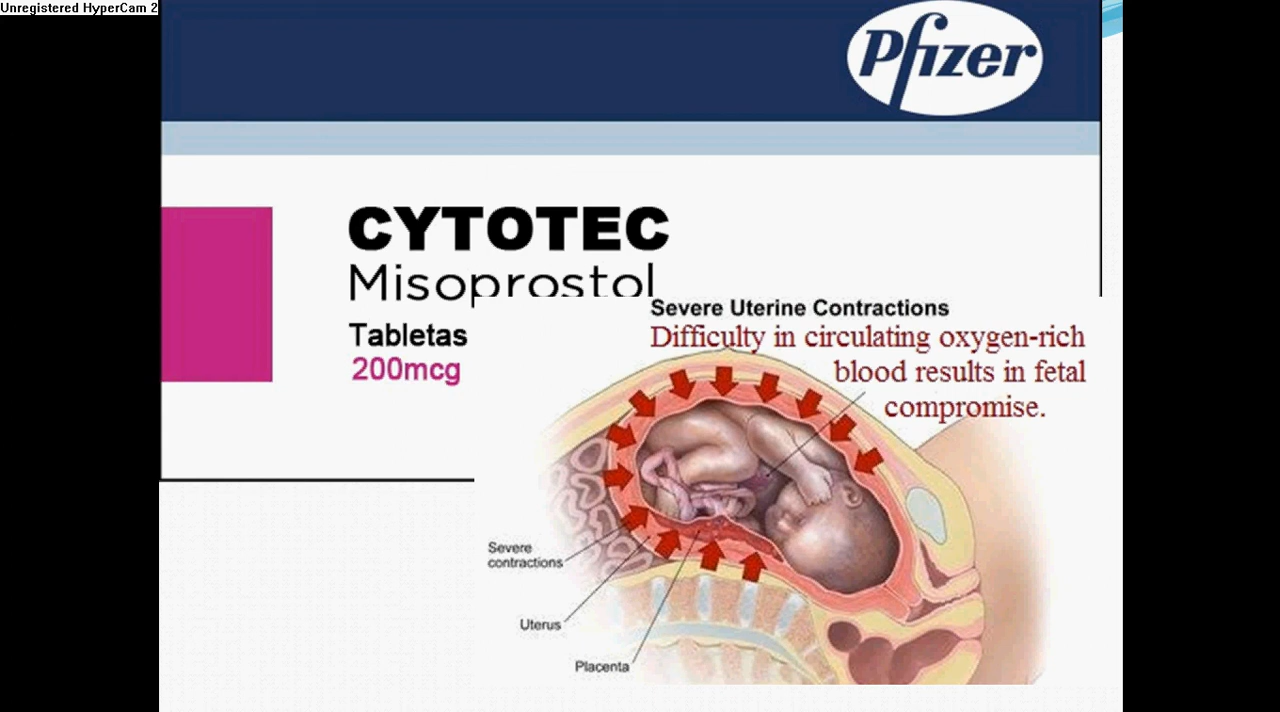 Unregistered HyperCam 2
Pfizer
CYTOTEC
Misoprostol
Tabletas
200mcg
Severe Uterine Contractions
Difficulty in circulating oxygen-rich
blood results in fetal
compromise.
Severe
contractions
Uterus
Placenta